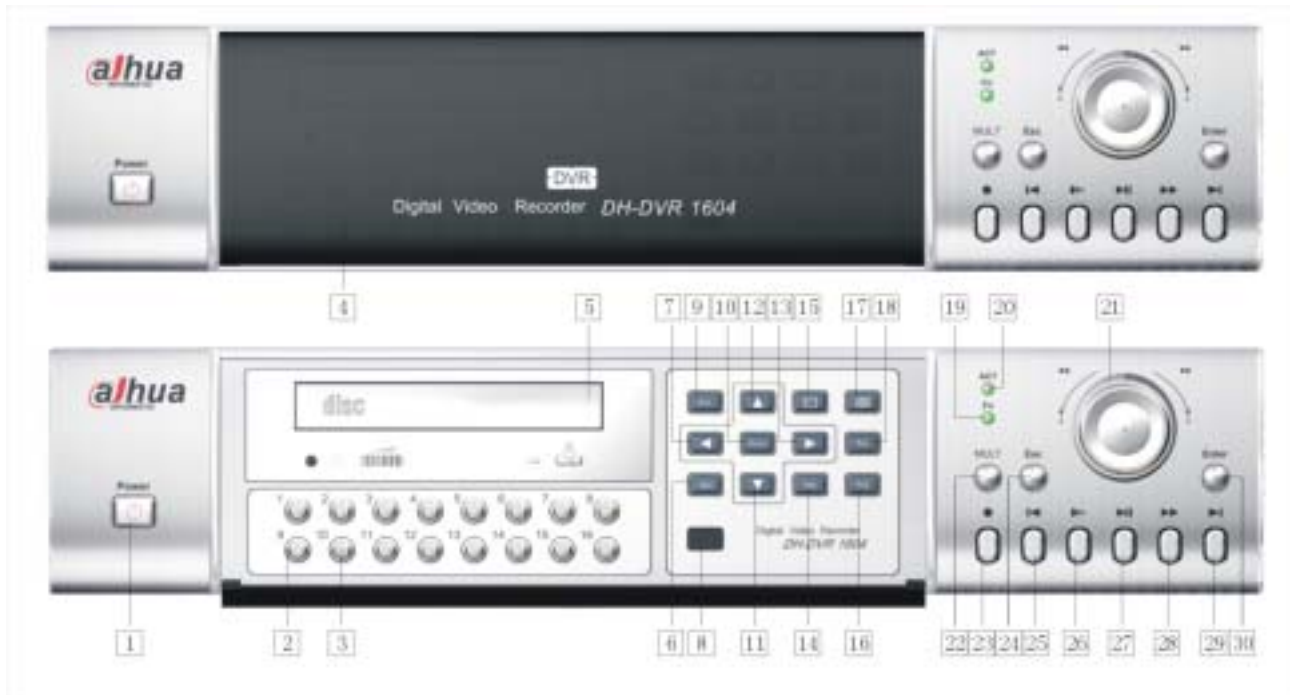 alhua
ACT
Power
MULT Esc Enter
DVR
Digital Video Recorder DH-DVR 1604
4 5 7 9 10 12 13 15 17 18 19 20 21
alhua
disc
ACT
Power
MULT Esc Enter
1 2 3 4 5 6 7 8
9 10 11 12 13 14 15 16
Digital Video Recorder
DH-DVR 1604
1 2 3 6 8 11 14 16 22 23 24 25 26 27 28 29 30